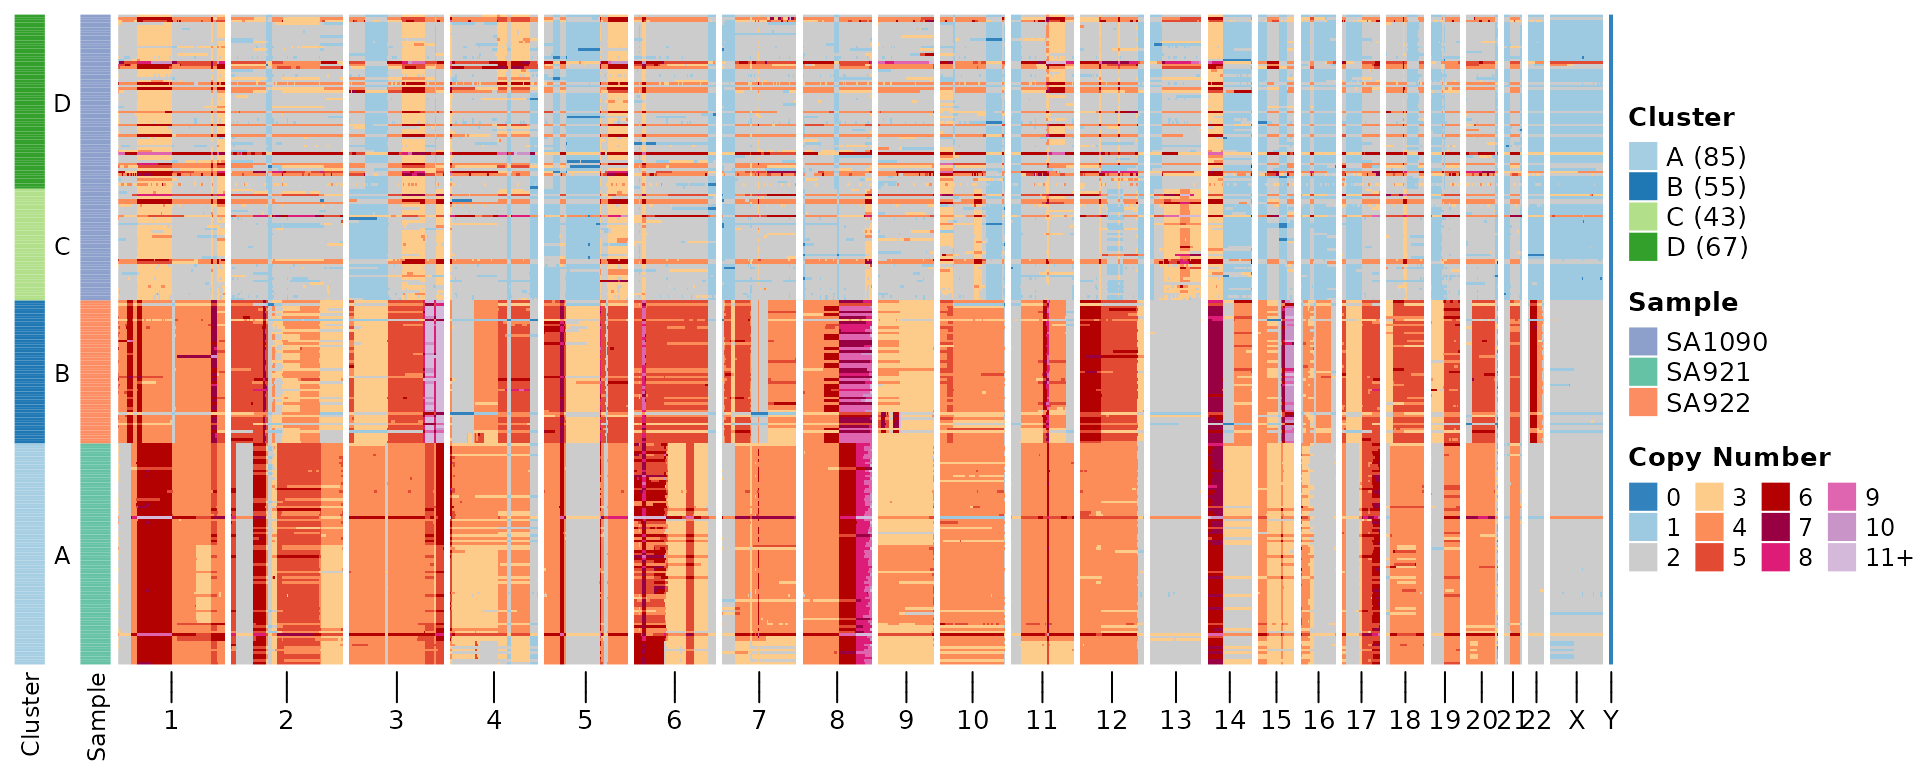 D
C
B
A
Cluster
Sample
1 2 3 4 5 6 7 8 9 10 11 12 13 14 15 16 17 18 19 20 21 22 X Y
Cluster
A (85)
B (55)
C (43)
D (67)
Sample
SA1090
SA921
SA922
Copy Number
0 3 6 9
1 4 7 10
2 5 8 11+